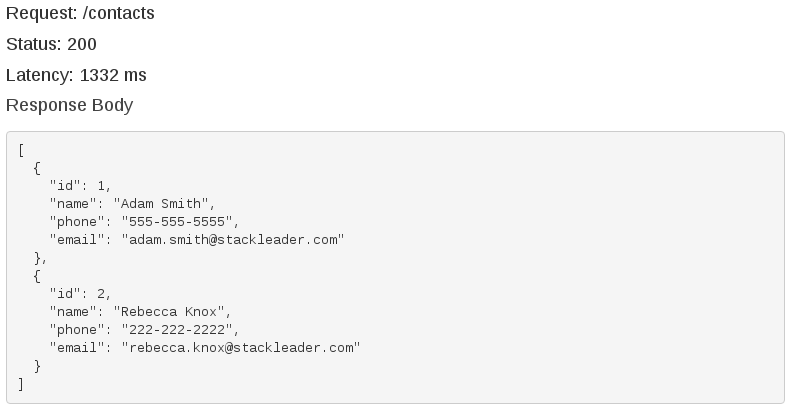 Request: /contacts
Status: 200
Latency: 1332 ms
Response Body
[
  {
    "id": 1,
    "name": "Adam Smith",
    "phone": "555-555-5555",
    "email": "adam.smith@stackleader.com"
  },
  {
    "id": 2,
    "name": "Rebecca Knox",
    "phone": "222-222-2222",
    "email": "rebecca.knox@stackleader.com"
  }
]